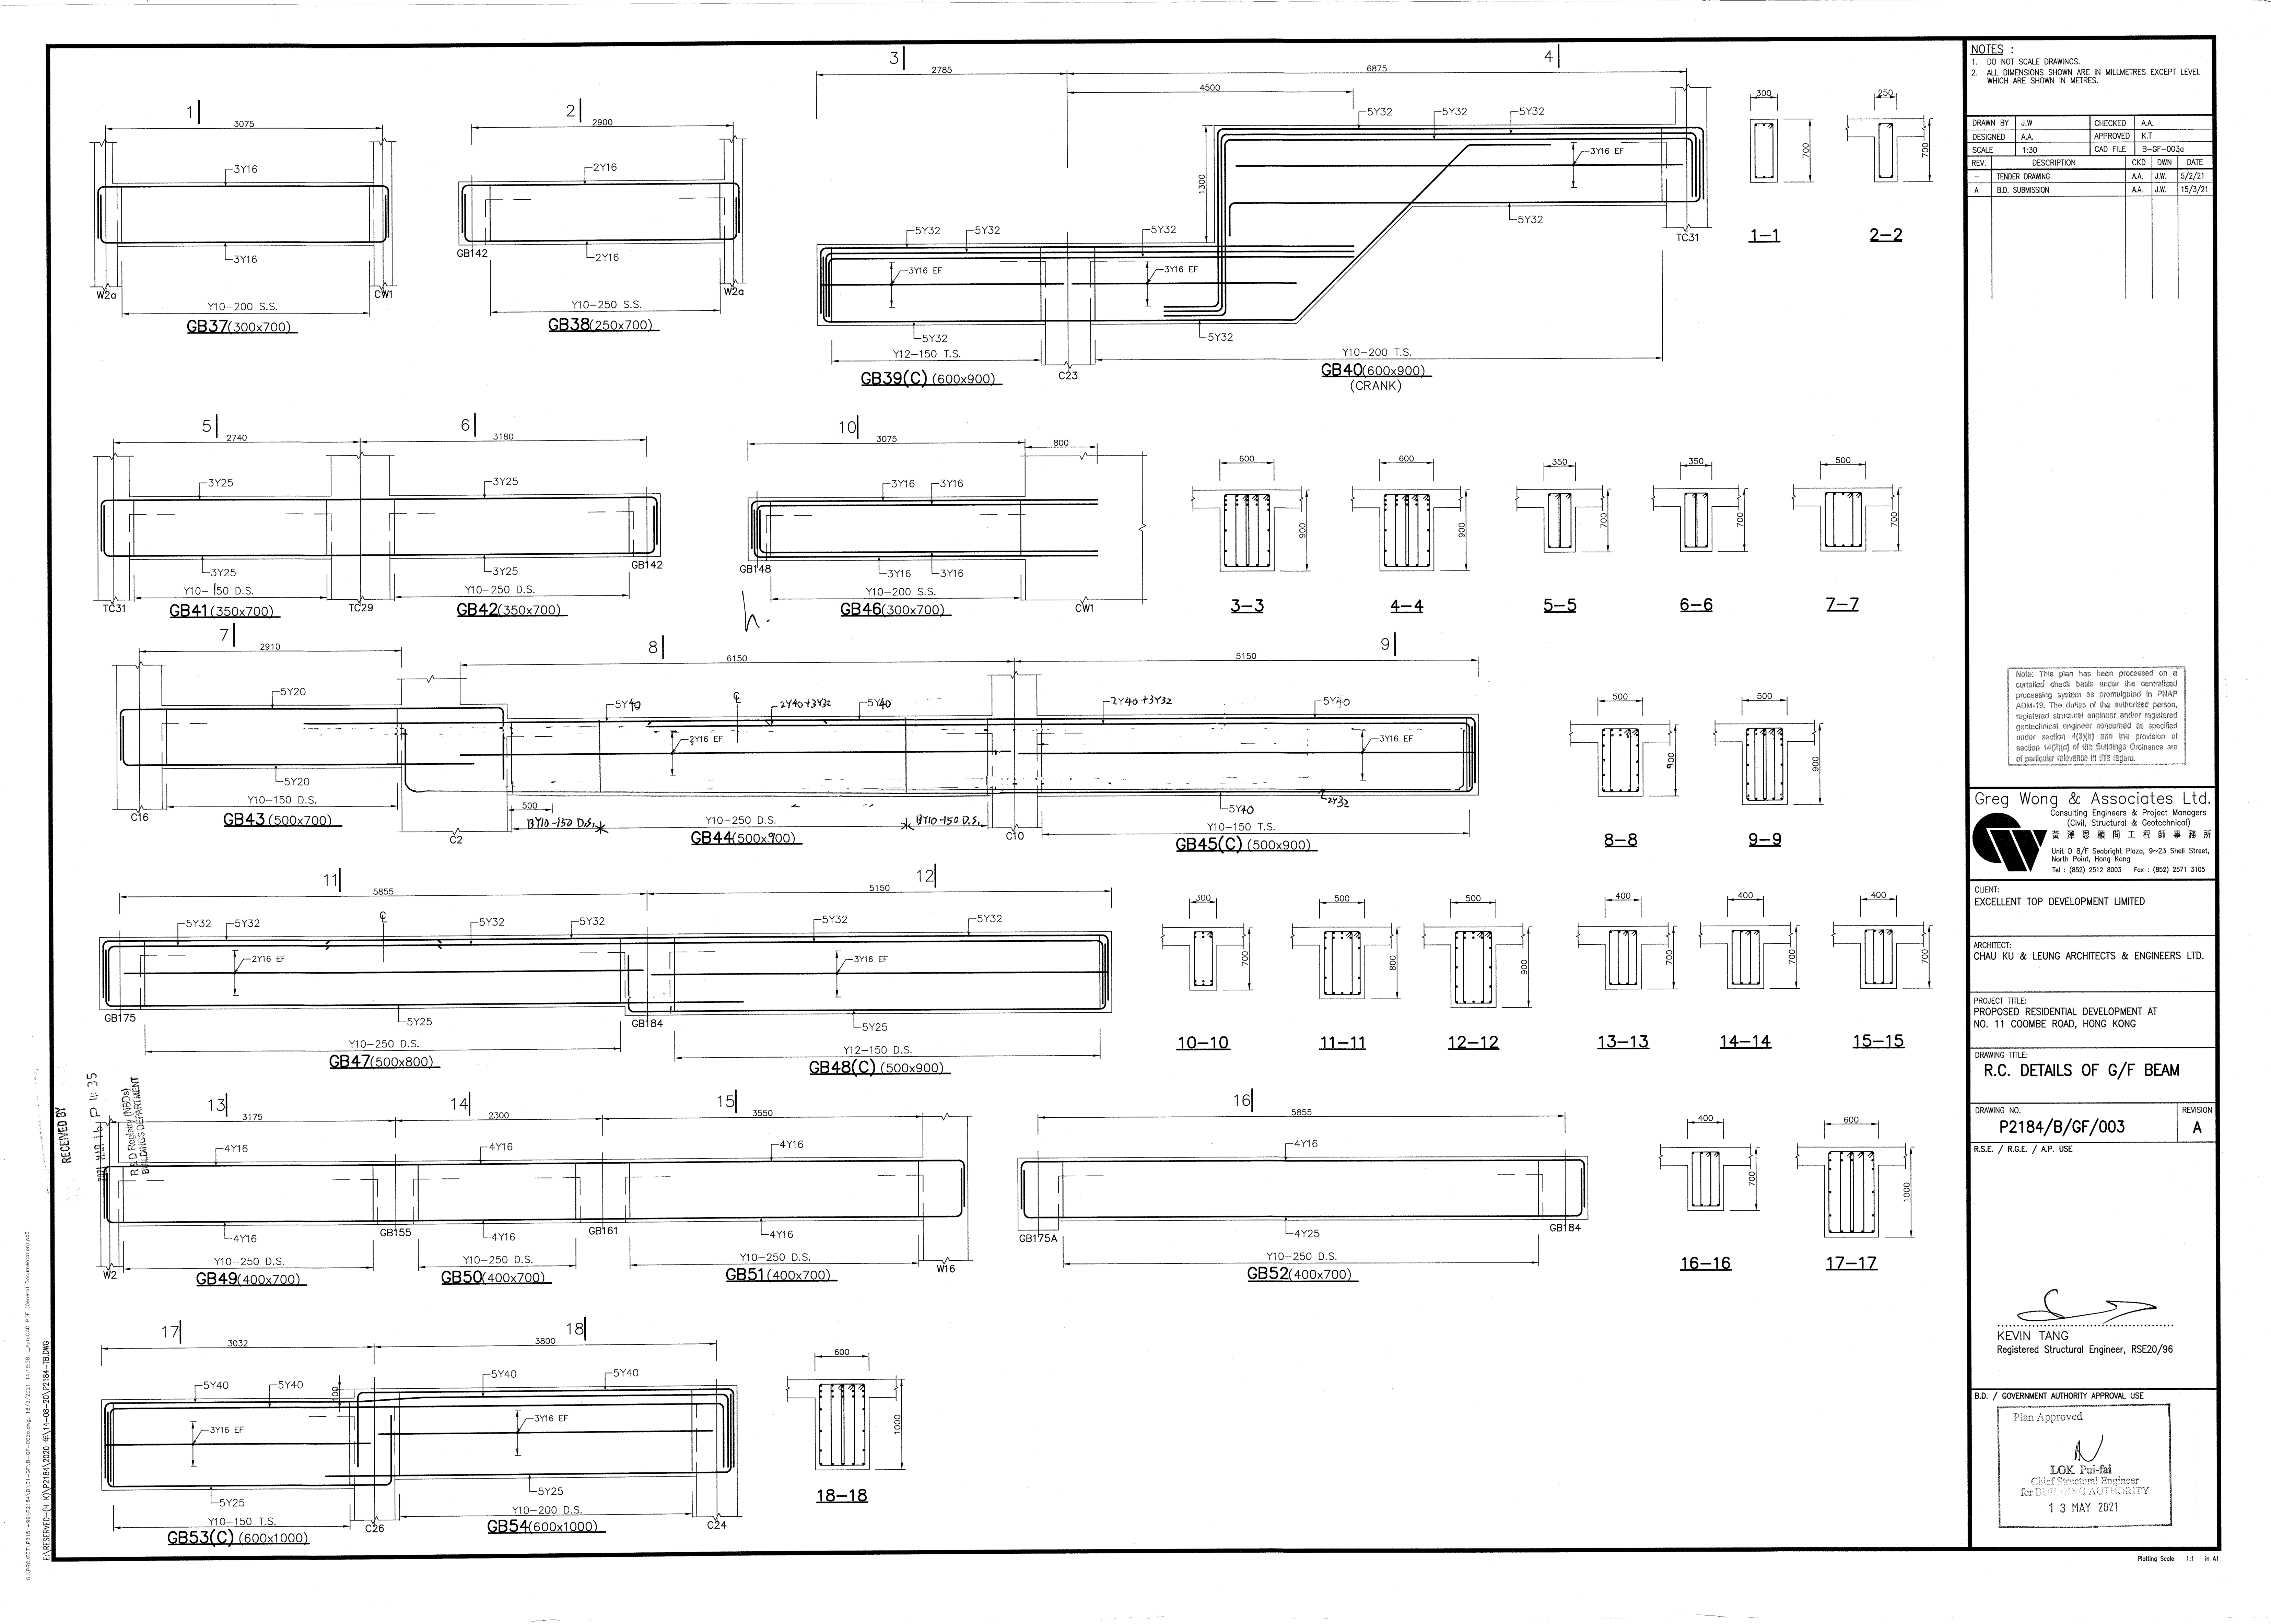 1
3075
3Y16
3Y16
W2a
CW1
Y10-200 S.S.
GB37(300x700)
2
2900
2Y16
GB142
2Y16
W2a
Y10-250 S.S.
GB38(250x700)
3
2785
6875
4
4500
5Y32
5Y32
5Y32
3Y16 EF
1300
5Y32
5Y32
5Y32
5Y32
TC31
3Y16 EF
3Y16 EF
5Y32
5Y32
Y12-150 T.S.
Y10-200 T.S.
GB39(C) (600x900)
C23
GB40(600x900)
(CRANK)
300
700
1-1
250
700
2-2
5
2740
6
3180
3Y25
3Y25
3Y25
3Y25
GB142
Y10-150 D.S.
Y10-250 D.S.
TC31
GB41(350x700)
TC29
GB42(350x700)
10
3075
800
3Y16
3Y16
GB148
3Y16
3Y16
Y10-200 S.S.
GB46(300x700)
CW1
h.
600
900
3-3
600
900
4-4
350
700
5-5
350
700
6-6
500
700
7-7
7
2910
8
6150
9
5150
5Y20
5Y40
℄
2Y40+3Y32
5Y40
2Y40+3Y32
5Y40
2Y16 EF
3Y16 EF
5Y20
Y10-150 D.S.
500
BY10-150 D.S.
Y10-250 D.S.
BY10-150 D.S.
5Y40
2Y32
Y10-150 T.S.
C16
GB43(500x700)
C2
GB44(500x900)
C10
GB45(C) (500x900)
500
900
8-8
500
900
9-9
11
5855
12
5150
5Y32
5Y32
℄
5Y32
5Y32
5Y32
5Y32
2Y16 EF
3Y16 EF
GB175
5Y25
GB184
5Y25
Y10-250 D.S.
Y12-150 D.S.
GB47(500x800)
GB48(C) (500x900)
300
700
10-10
500
800
11-11
500
900
12-12
400
700
13-13
400
700
14-14
400
700
15-15
RECEIVED BY
2021 MAR 16 P 4:35
R & D Registry (NBDs)
BUILDINGS DEPARTMENT
13
3175
14
2300
15
3550
4Y16
4Y16
4Y16
4Y16
GB155
4Y16
GB161
4Y16
Y10-250 D.S.
Y10-250 D.S.
Y10-250 D.S.
W2
GB49(400x700)
GB50(400x700)
GB51(400x700)
W16
16
5855
4Y16
GB175A
4Y25
GB184
Y10-250 D.S.
GB52(400x700)
400
700
16-16
600
1000
17-17
17
3032
18
3800
5Y40
5Y40
100
5Y40
5Y40
3Y16 EF
3Y16 EF
5Y25
5Y25
Y10-150 T.S.
Y10-200 D.S.
GB53(C) (600x1000)
C26
GB54(600x1000)
C24
600
1000
18-18
E:\RESERVED-(H K)\P2184\2020 年\14-08-20\P2184-TB.DWG
NOTES :
1. DO NOT SCALE DRAWINGS.
2. ALL DIMENSIONS SHOWN ARE IN MILLMETRES EXCEPT LEVEL
WHICH ARE SHOWN IN METRES.
DRAWN BY J.W CHECKED A.A.
DESIGNED A.A. APPROVED K.T
SCALE 1:30 CAD FILE B-GF-003a
REV. DESCRIPTION CKD DWN DATE
- TENDER DRAWING A.A. J.W. 5/2/21
A B.D. SUBMISSION A.A. J.W. 15/3/21
Note: This plan has been processed on a
curtailed check basis under the centralized
processing system as promulgated in PNAP
ADM-19. The duties of the authorized person,
registered structural engineer and/or registered
geotechnical engineer concerned as specified
under section 4(3)(b) and the provision of
section 14(2)(c) of the Buildings Ordinance are
of particular relevance in this regard.
Greg Wong & Associates Ltd.
Consulting Engineers & Project Managers
(Civil, Structural & Geotechnical)
黃澤恩顧問工程師事務所
Unit D 8/F Seabright Plaza, 9-23 Shell Street,
North Point, Hong Kong
Tel : (852) 2512 8003 Fax : (852) 2571 3105
CLIENT:
EXCELLENT TOP DEVELOPMENT LIMITED
ARCHITECT:
CHAU KU & LEUNG ARCHITECTS & ENGINEERS LTD.
PROJECT TITLE:
PROPOSED RESIDENTIAL DEVELOPMENT AT
NO. 11 COOMBE ROAD, HONG KONG
DRAWING TITLE:
R.C. DETAILS OF G/F BEAM
DRAWING NO. REVISION
P2184/B/GF/003 A
R.S.E. / R.G.E. / A.P. USE
KEVIN TANG
Registered Structural Engineer, RSE20/96
B.D. / GOVERNMENT AUTHORITY APPROVAL USE
Plan Approved
LOK Pui-fai
Chief Structural Engineer
for BUILDING AUTHORITY
13 MAY 2021
Plotting Scale 1:1 in A1